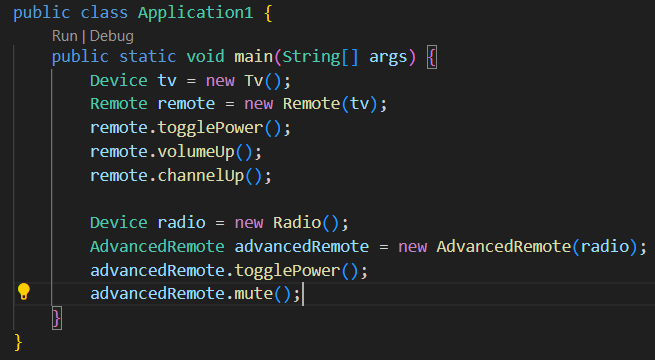 public class Application1 {
Run | Debug
public static void main(String[] args) {
Device tv = new Tv();
Remote remote = new Remote(tv);
remote.togglePower();
remote.volumeUp();
remote.channelUp();
Device radio = new Radio();
AdvancedRemote advancedRemote = new AdvancedRemote(radio);
advancedRemote.togglePower();
advancedRemote.mute();
}
}